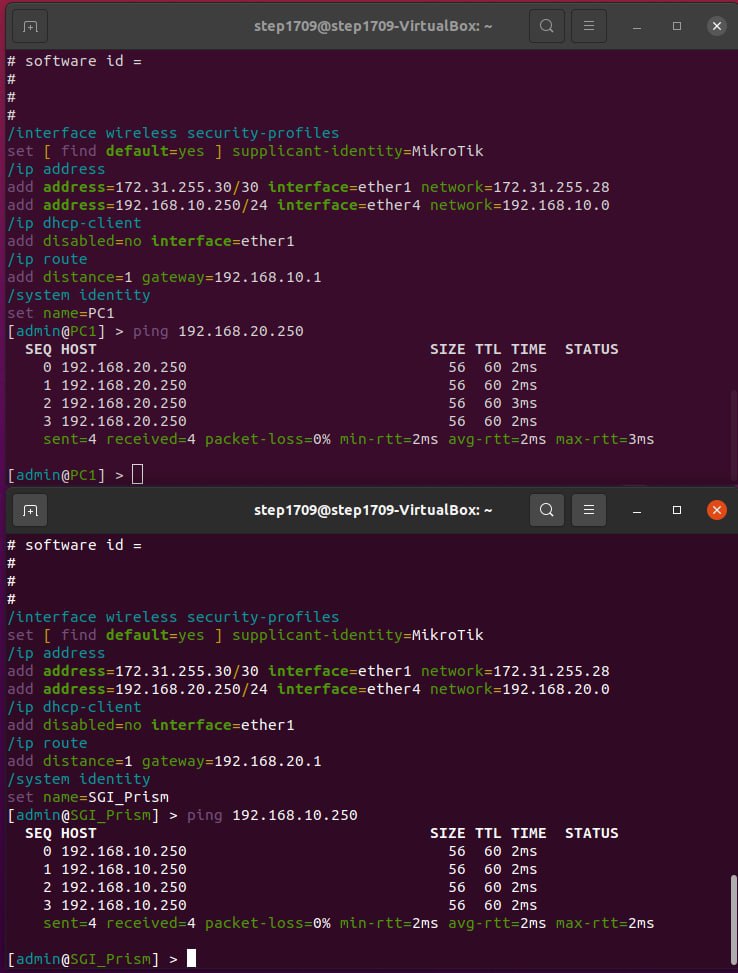 step1709@step1709-VirtualBox: ~
# software id =
#
#
#
/interface wireless security-profiles
set [ find default=yes ] supplicant-identity=MikroTik
/ip address
add address=172.31.255.30/30 interface=ether1 network=172.31.255.28
add address=192.168.10.250/24 interface=ether4 network=192.168.10.0
/ip dhcp-client
add disabled=no interface=ether1
/ip route
add distance=1 gateway=192.168.10.1
/system identity
set name=PC1
[admin@PC1] > ping 192.168.20.250
  SEQ HOST                                     SIZE TTL TIME  STATUS
    0 192.168.20.250                             56  60 2ms
    1 192.168.20.250                             56  60 2ms
    2 192.168.20.250                             56  60 3ms
    3 192.168.20.250                             56  60 2ms
    sent=4 received=4 packet-loss=0% min-rtt=2ms avg-rtt=2ms max-rtt=3ms
[admin@PC1] >
step1709@step1709-VirtualBox: ~
# software id =
#
#
#
/interface wireless security-profiles
set [ find default=yes ] supplicant-identity=MikroTik
/ip address
add address=172.31.255.30/30 interface=ether1 network=172.31.255.28
add address=192.168.20.250/24 interface=ether4 network=192.168.20.0
/ip dhcp-client
add disabled=no interface=ether1
/ip route
add distance=1 gateway=192.168.20.1
/system identity
set name=SGI_Prism
[admin@SGI_Prism] > ping 192.168.10.250
  SEQ HOST                                     SIZE TTL TIME  STATUS
    0 192.168.10.250                             56  60 2ms
    1 192.168.10.250                             56  60 2ms
    2 192.168.10.250                             56  60 2ms
    3 192.168.10.250                             56  60 2ms
    sent=4 received=4 packet-loss=0% min-rtt=2ms avg-rtt=2ms max-rtt=2ms
[admin@SGI_Prism] >